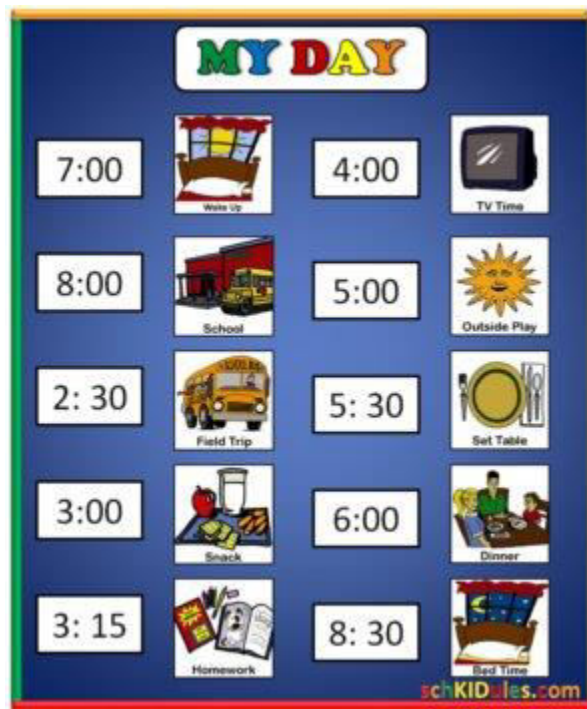 MY DAY
7:00
Wake Up
8:00
School
2: 30
Field Trip
3:00
Snack
3: 15
Homework
4:00
TV Time
5:00
Outside Play
5: 30
Set Table
6:00
Dinner
8: 30
Bed Time
schKIDules.com